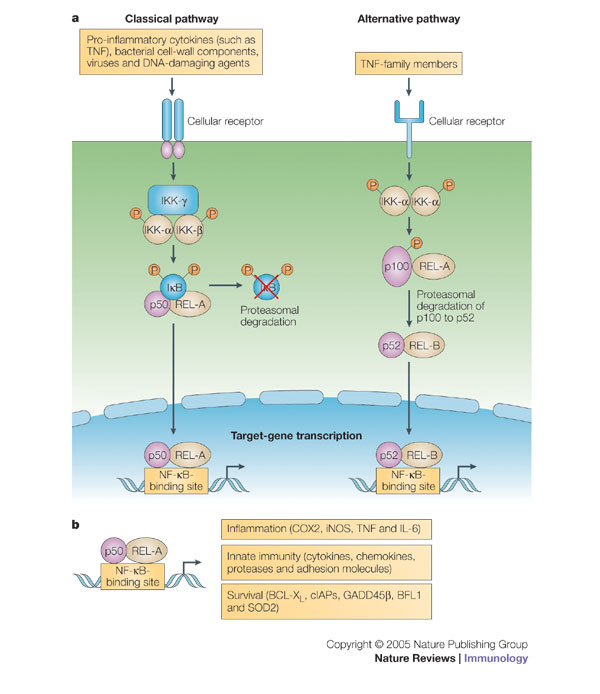 a
Classical pathway
Alternative pathway
Pro-inflammatory cytokines (such as
TNF), bacterial cell-wall components,
viruses and DNA-damaging agents
TNF-family members
Cellular receptor
Cellular receptor
IKK-γ
P
P
IKK-α
IKK-β
P
P
IKK-α
IKK-α
P
P
IκB
p50
REL-A
P
P
IκB
Proteasomal
degradation
P
p100
REL-A
Proteasomal
degradation of
p100 to p52
p52
REL-B
Target-gene transcription
p50
REL-A
NF-κB-
binding site
p52
REL-B
NF-κB-
binding site
b
p50
REL-A
NF-κB-
binding site
Inflammation (COX2, iNOS, TNF and IL-6)
Innate immunity (cytokines, chemokines,
proteases and adhesion molecules)
Survival (BCL-XL, cIAPs, GADD45β, BFL1
and SOD2)
Copyright © 2005 Nature Publishing Group
Nature Reviews | Immunology